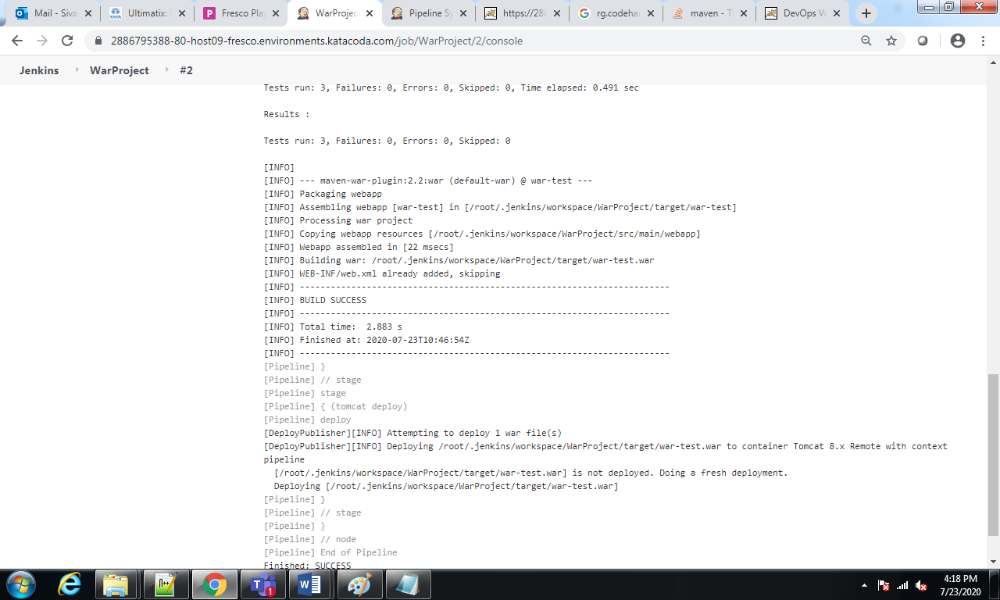 Mail - Siva
Ultimatix:
Fresco Pla
WarProjec
Pipeline Sy
https://288
rg.codeha
maven - T
DevOps W
2886795388-80-host09-fresco.environments.katacoda.com/job/WarProject/2/console
Jenkins WarProject #2
Tests run: 3, Failures: 0, Errors: 0, Skipped: 0, Time elapsed: 0.491 sec
Results :
Tests run: 3, Failures: 0, Errors: 0, Skipped: 0
[INFO]
[INFO] --- maven-war-plugin:2.2:war (default-war) @ war-test ---
[INFO] Packaging webapp
[INFO] Assembling webapp [war-test] in [/root/.jenkins/workspace/WarProject/target/war-test]
[INFO] Processing war project
[INFO] Copying webapp resources [/root/.jenkins/workspace/WarProject/src/main/webapp]
[INFO] Webapp assembled in [22 msecs]
[INFO] Building war: /root/.jenkins/workspace/WarProject/target/war-test.war
[INFO] WEB-INF/web.xml already added, skipping
[INFO] ------------------------------------------------------------------------
[INFO] BUILD SUCCESS
[INFO] ------------------------------------------------------------------------
[INFO] Total time:  2.883 s
[INFO] Finished at: 2020-07-23T10:46:54Z
[INFO] ------------------------------------------------------------------------
[Pipeline] }
[Pipeline] // stage
[Pipeline] stage
[Pipeline] { (tomcat deploy)
[Pipeline] deploy
[DeployPublisher][INFO] Attempting to deploy 1 war file(s)
[DeployPublisher][INFO] Deploying /root/.jenkins/workspace/WarProject/target/war-test.war to container Tomcat 8.x Remote with context
pipeline
[/root/.jenkins/workspace/WarProject/target/war-test.war] is not deployed. Doing a fresh deployment.
Deploying [/root/.jenkins/workspace/WarProject/target/war-test.war]
[Pipeline] }
[Pipeline] // stage
[Pipeline] }
[Pipeline] // node
[Pipeline] End of Pipeline
Finished: SUCCESS
4:18 PM
7/23/2020